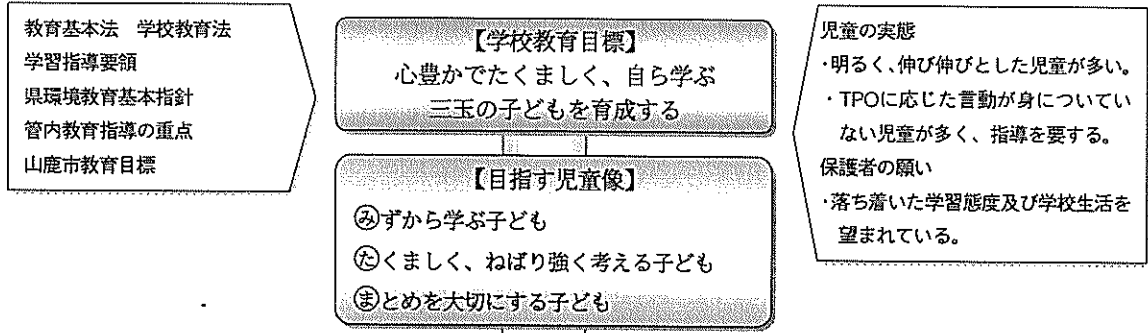 教育基本法　学校教育法
学習指導要領
県環境教育基本指針
管内教育指導の重点
山鹿市教育目標
【学校教育目標】
心豊かでたくましく、自ら学ぶ
三玉の子どもを育成する
【目指す児童像】
みずから学ぶ子ども
たくましく、ねばり強く考える子ども
まとめを大切にする子ども
児童の実態
・明るく、伸び伸びとした児童が多い。
・TPOに応じた言動が身についてい
ない児童が多く、指導を要する。
保護者の願い
・落ち着いた学習態度及び学校生活を
望まれている。